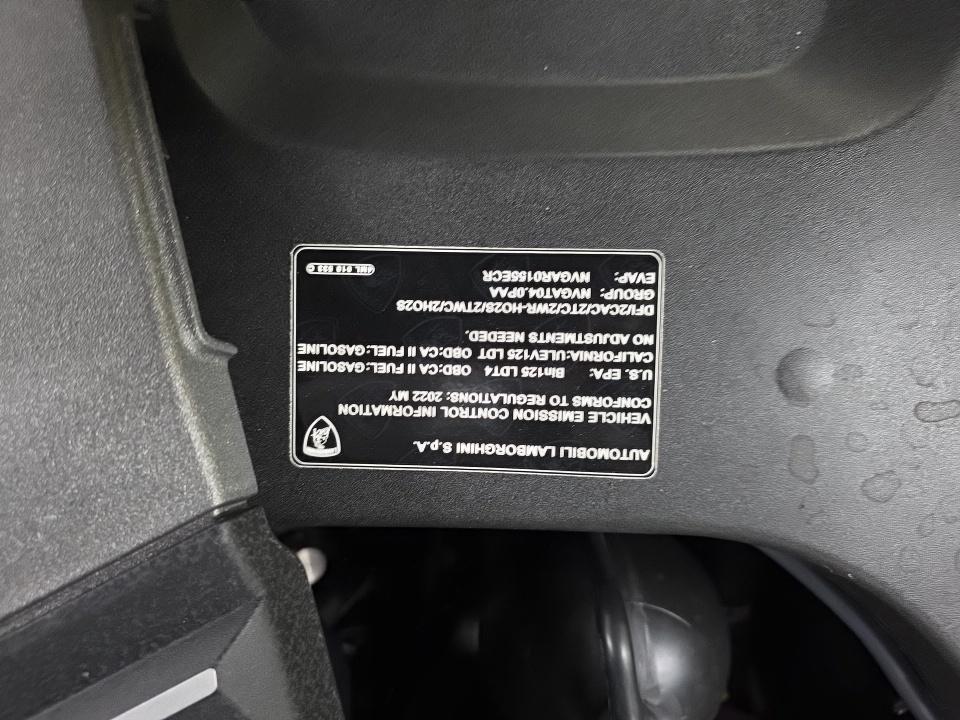 AUTOMOBILI LAMBORGHINI S.p.A.
VEHICLE EMISSION CONTROL INFORMATION
CONFORMS TO REGULATIONS: 2022 MY
U.S. EPA: Bin125 LDT4 OBD:CA II FUEL:GASOLINE
CALIFORNIA:ULEV125 LDT OBD:CA II FUEL:GASOLINE
NO ADJUSTMENTS NEEDED.
DFI/2CAC/2TC/2WR-HO2S/2TWC/2HO2S
GROUP: NVGAT04.0PAA
EVAP: NVGAR0155ECR